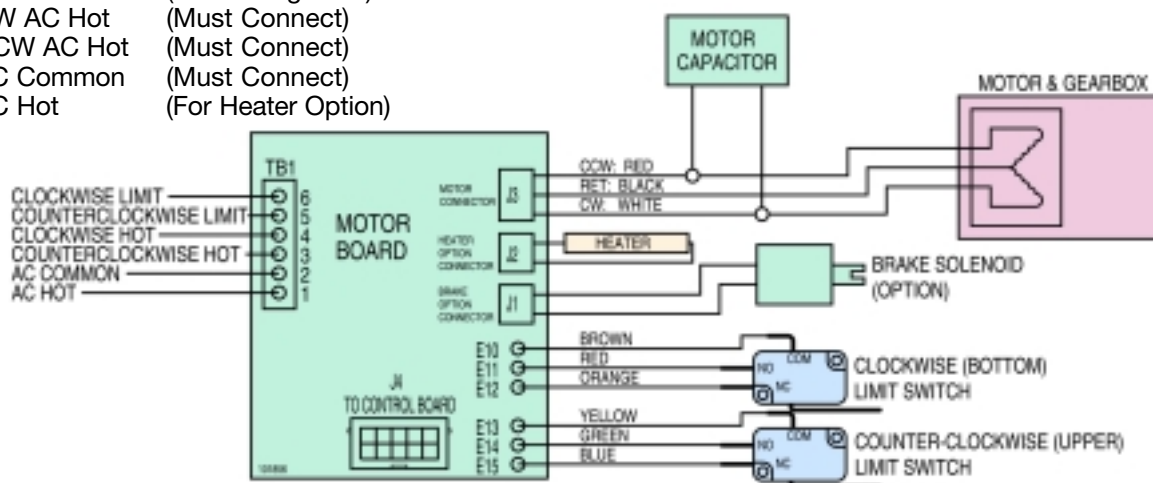 W AC Hot (Must Connect)
CW AC Hot (Must Connect)
C Common (Must Connect)
C Hot (For Heater Option)
MOTOR
CAPACITOR
MOTOR & GEARBOX
TB1
CLOCKWISE LIMIT 6
COUNTERCLOCKWISE LIMIT 5
CLOCKWISE HOT 4
COUNTERCLOCKWISE HOT 3
AC COMMON 2
AC HOT 1
MOTOR
BOARD
MOTOR
CONNECTOR
J3
CCW: RED
RET: BLACK
CW: WHITE
HEATER
OPTION
CONNECTOR
J2
HEATER
BRAKE
OPTION
CONNECTOR
J1
BRAKE SOLENOID
(OPTION)
E10 BROWN
E11 RED
E12 ORANGE
COM
NO
NC
CLOCKWISE (BOTTOM)
LIMIT SWITCH
J4
TO CONTROL BOARD
E13 YELLOW
E14 GREEN
E15 BLUE
COM
NO
NC
COUNTER-CLOCKWISE (UPPER)
LIMIT SWITCH